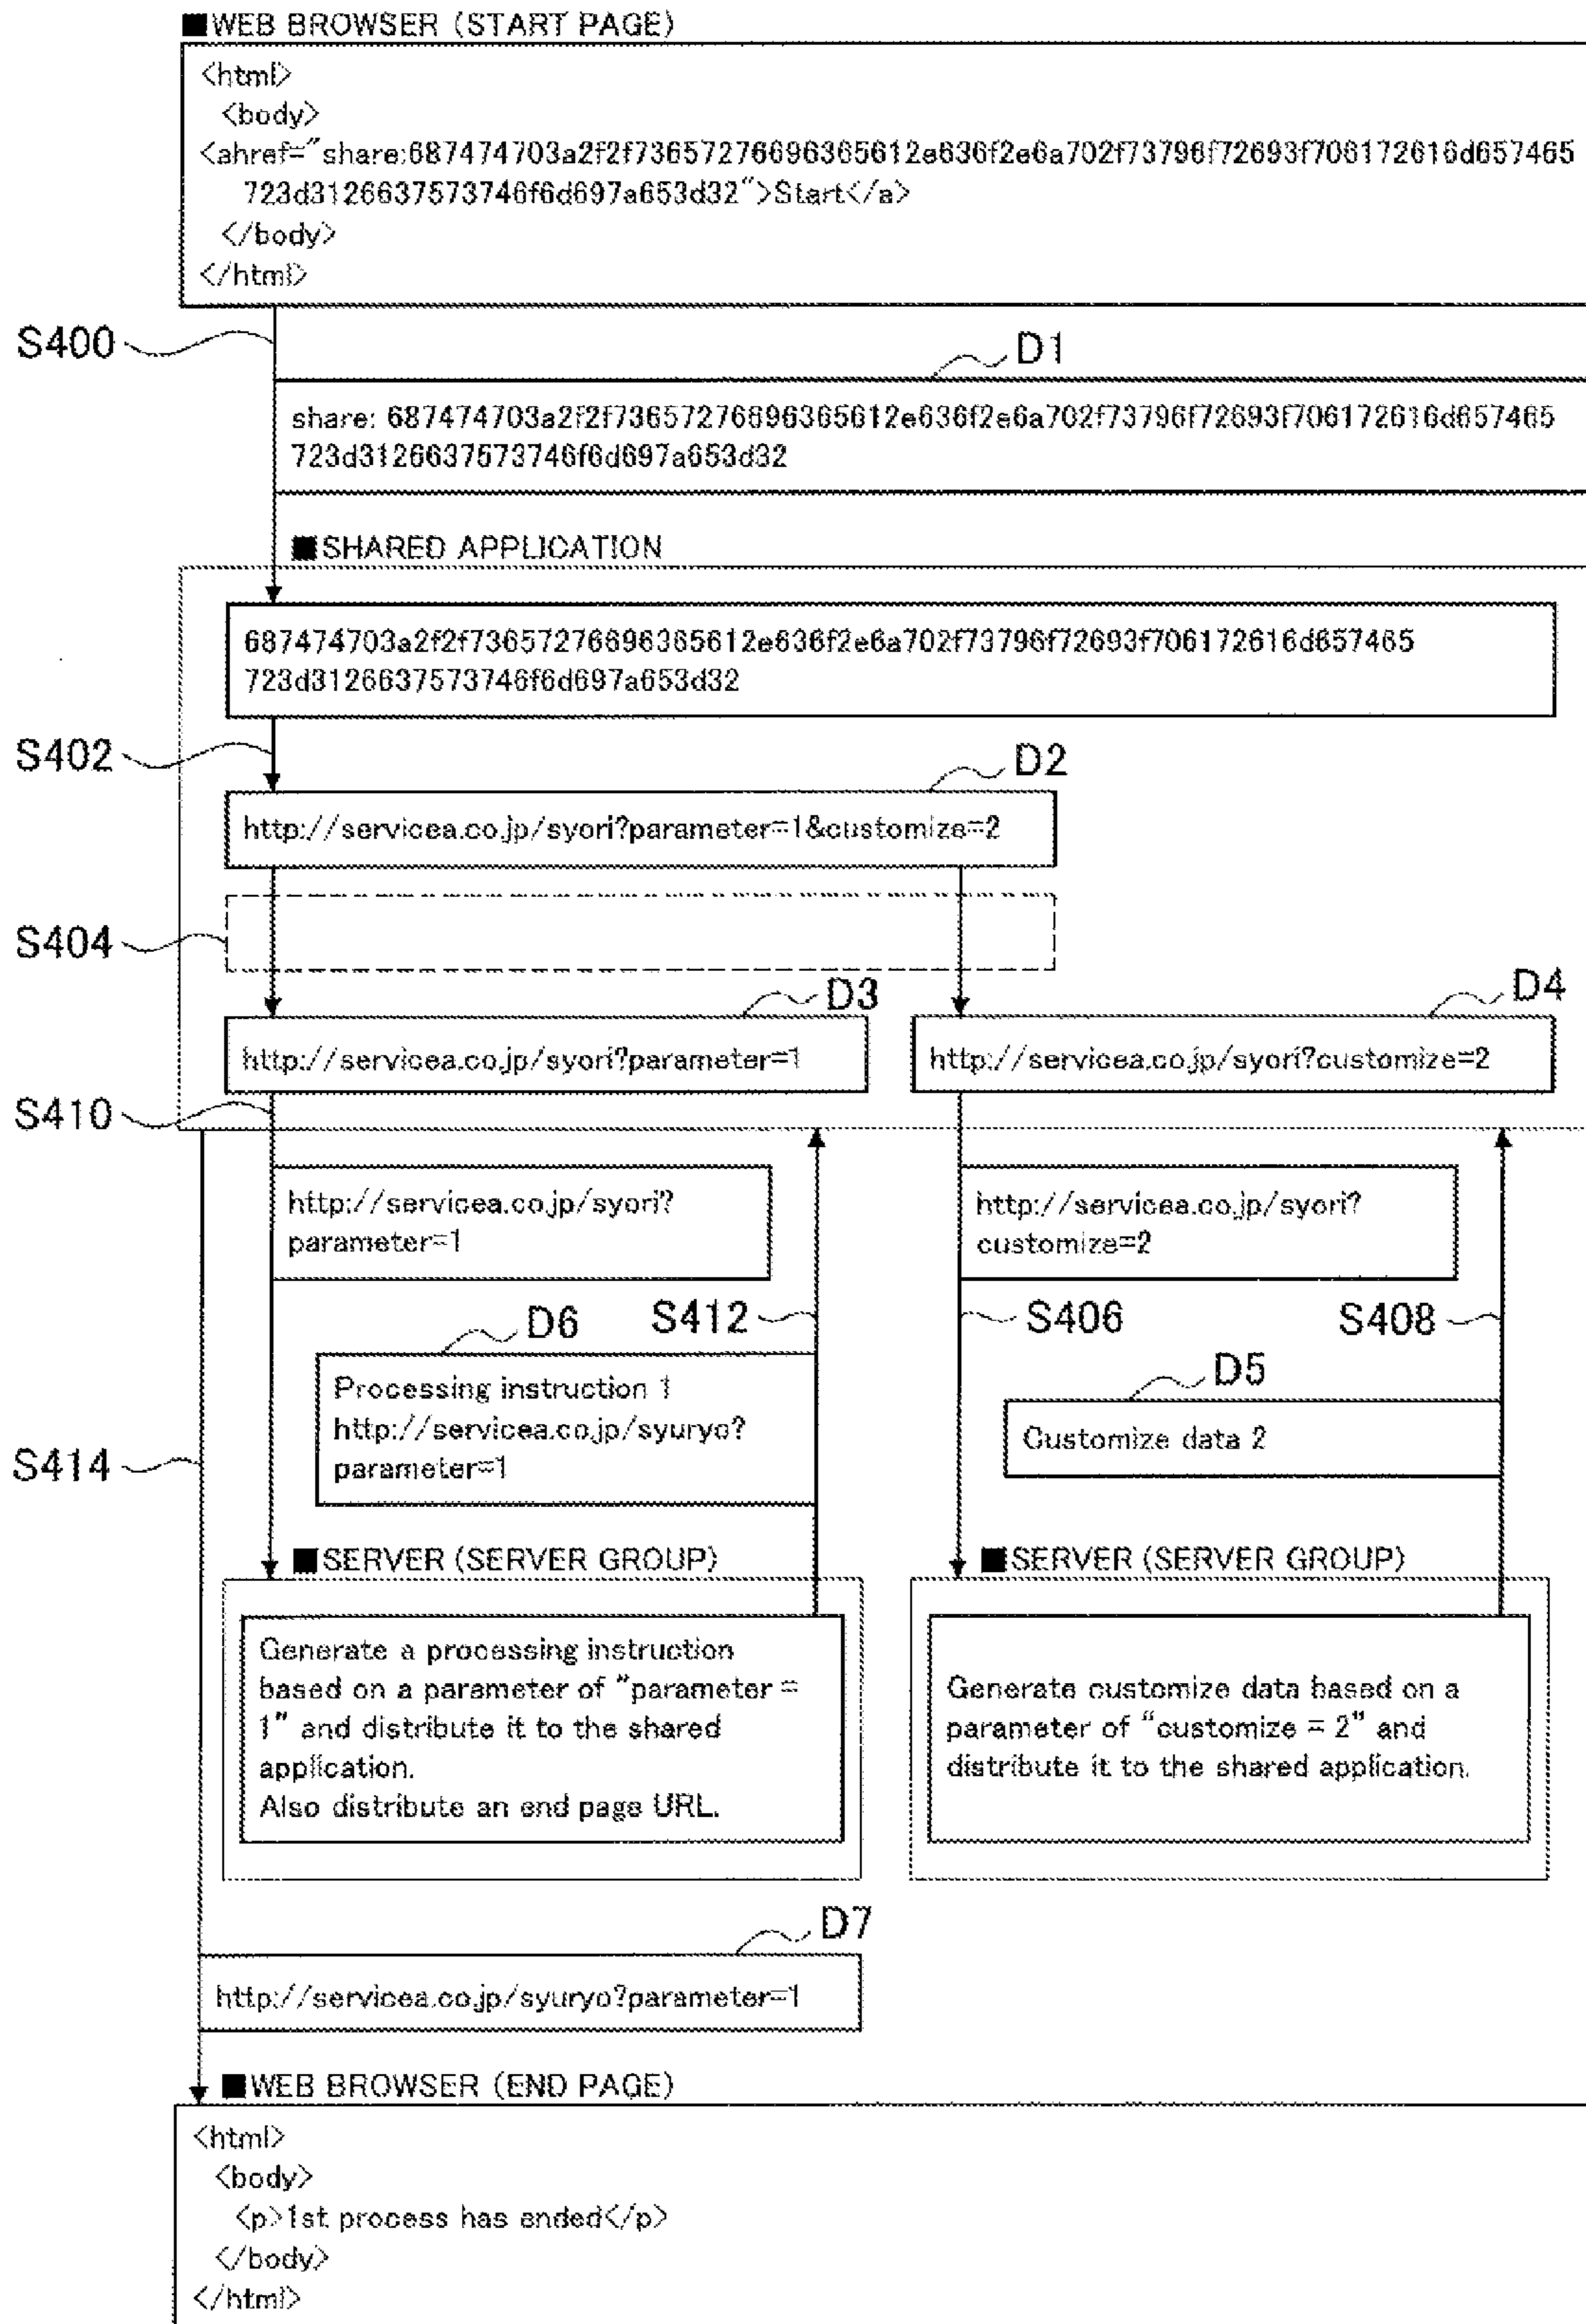 ■WEB BROWSER (START PAGE)
<html>
<body>
<ahref="share:687474703a2f2f73657276696365612e636f2e6a702f73796f72693f706172616d657465
723d3126637573746f6d697a653d32">Start</a>
</body>
</html>
S400
D1
share: 687474703a2f2f73657276696365612e636f2e6a702f73796f72693f706172616d657465
723d3126637573746f6d697a653d32
■SHARED APPLICATION
687474703a2f2f73657276696365612e636f2e6a702f73796f72693f706172616d657465
723d3126637573746f6d697a653d32
S402
D2
http://servicea.co.jp/syori?parameter=1&customize=2
S404
D3
D4
http://servicea.co.jp/syori?parameter=1
http://servicea.co.jp/syori?customize=2
S410
http://servicea.co.jp/syori?
parameter=1
http://servicea.co.jp/syori?
customize=2
D6
S412
S406
S408
Processing instruction 1
http://servicea.co.jp/syuryo?
parameter=1
D5
Customize data 2
S414
■SERVER (SERVER GROUP)
■SERVER (SERVER GROUP)
Generate a processing instruction
based on a parameter of "parameter =
1" and distribute it to the shared
application.
Also distribute an end page URL.
Generate customize data based on a
parameter of "customize = 2" and
distribute it to the shared application.
D7
http://servicea.co.jp/syuryo?parameter=1
■WEB BROWSER (END PAGE)
<html>
<body>
<p>1st process has ended</p>
</body>
</html>